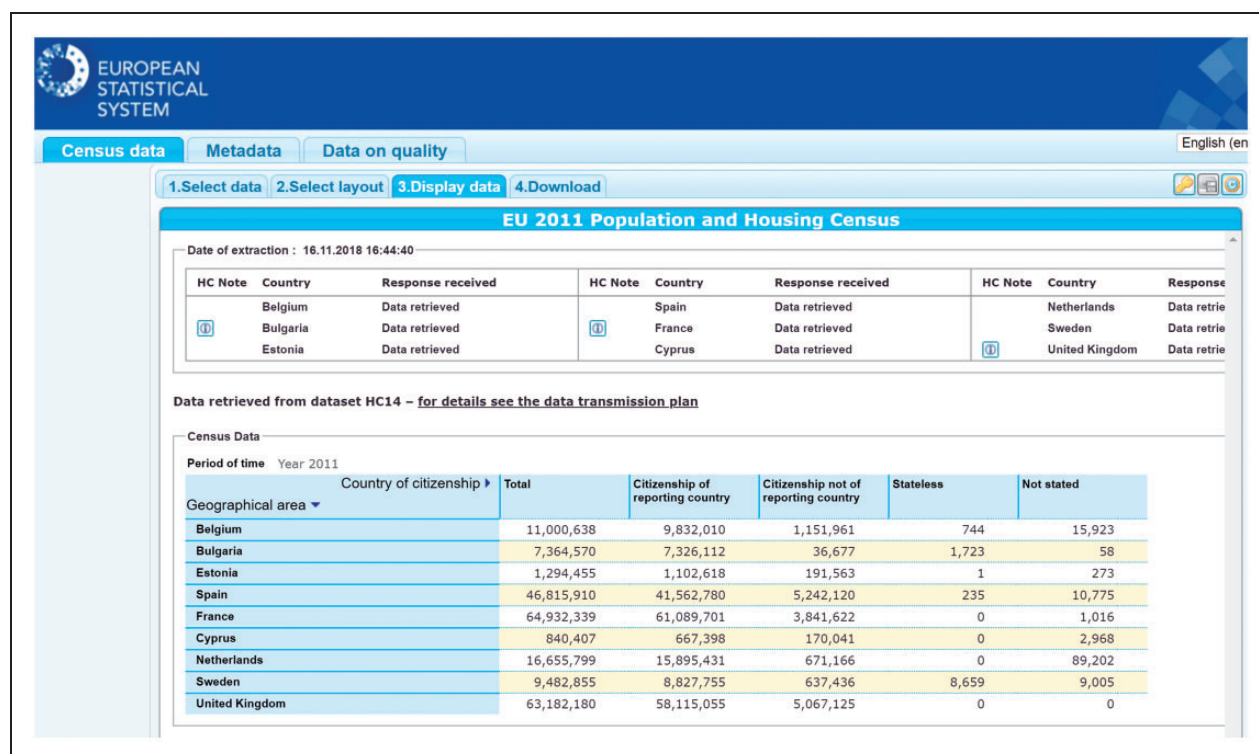 EUROPEAN
STATISTICAL
SYSTEM
English (en
Census data Metadata Data on quality
1.Select data 2.Select layout 3.Display data 4.Download
EU 2011 Population and Housing Census
Date of extraction : 16.11.2018 16:44:40
HC Note Country Response received HC Note Country Response received HC Note Country Response
Belgium Data retrieved Spain Data retrieved Netherlands Data retrie
Bulgaria Data retrieved France Data retrieved Sweden Data retrie
Estonia Data retrieved Cyprus Data retrieved United Kingdom Data retrie
Data retrieved from dataset HC14 – for details see the data transmission plan
Census Data
Period of time Year 2011
Country of citizenship Total Citizenship of reporting country Citizenship not of reporting country Stateless Not stated
Geographical area
Belgium 11,000,638 9,832,010 1,151,961 744 15,923
Bulgaria 7,364,570 7,326,112 36,677 1,723 58
Estonia 1,294,455 1,102,618 191,563 1 273
Spain 46,815,910 41,562,780 5,242,120 235 10,775
France 64,932,339 61,089,701 3,841,622 0 1,016
Cyprus 840,407 667,398 170,041 0 2,968
Netherlands 16,655,799 15,895,431 671,166 0 89,202
Sweden 9,482,855 8,827,755 637,436 8,659 9,005
United Kingdom 63,182,180 58,115,055 5,067,125 0 0